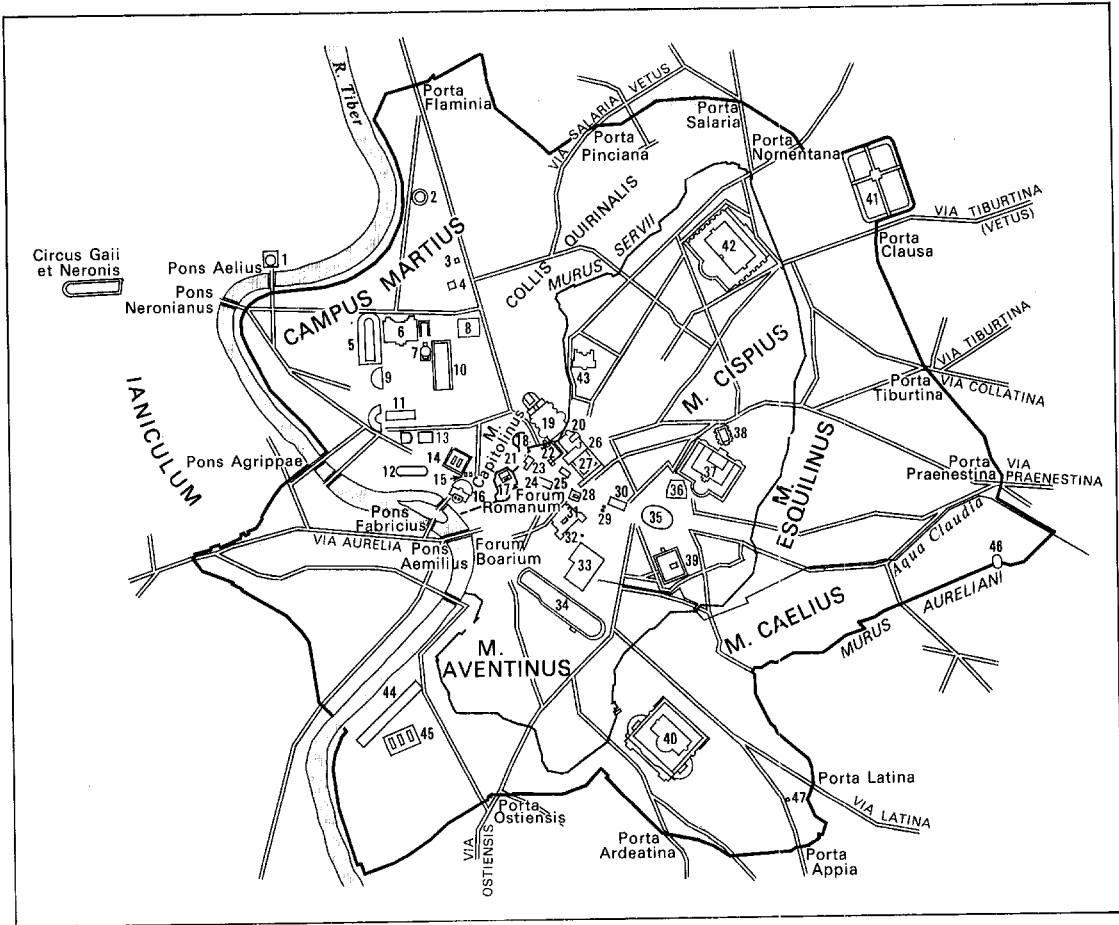 R. Tiber
Porta
Flaminia
VIA SALARIA VETUS
Porta
Pinciana
Porta
Salaria
Porta
Nomentana
41
VIA TIBURTINA
(VETUS)
Porta
Clausa
2
CAMPUS MARTIUS
COLLIS QUIRINALIS
MURUS SERVII
42
Circus Gaii
et Neronis
Pons Aelius
1
3
4
Pons
Neronianus
5
6
7
8
9
10
43
M. CISPIUS
VIA TIBURTINA
VIA COLLATINA
Porta
Tiburtina
IANICULUM
11
13
M. Capitolinus
18
19
20
26
38
Pons Agrippae
12
14
15
16
17
21
22
23
24
25
27
28
37
M. ESQUILINUS
Porta
Praenestina
VIA
PRAENESTINA
Forum
Romanum
30
29
36
35
31
32
Pons
Fabricius
VIA AURELIA
Pons
Aemilius
Forum
Boarium
33
39
Aqua Claudia
46
34
M. CAELIUS
MURUS AURELIANI
M.
AVENTINUS
44
45
40
Porta Latina
47
VIA LATINA
Porta
Ostiensis
VIA
OSTIENSIS
Porta
Ardeatina
Porta
Appia